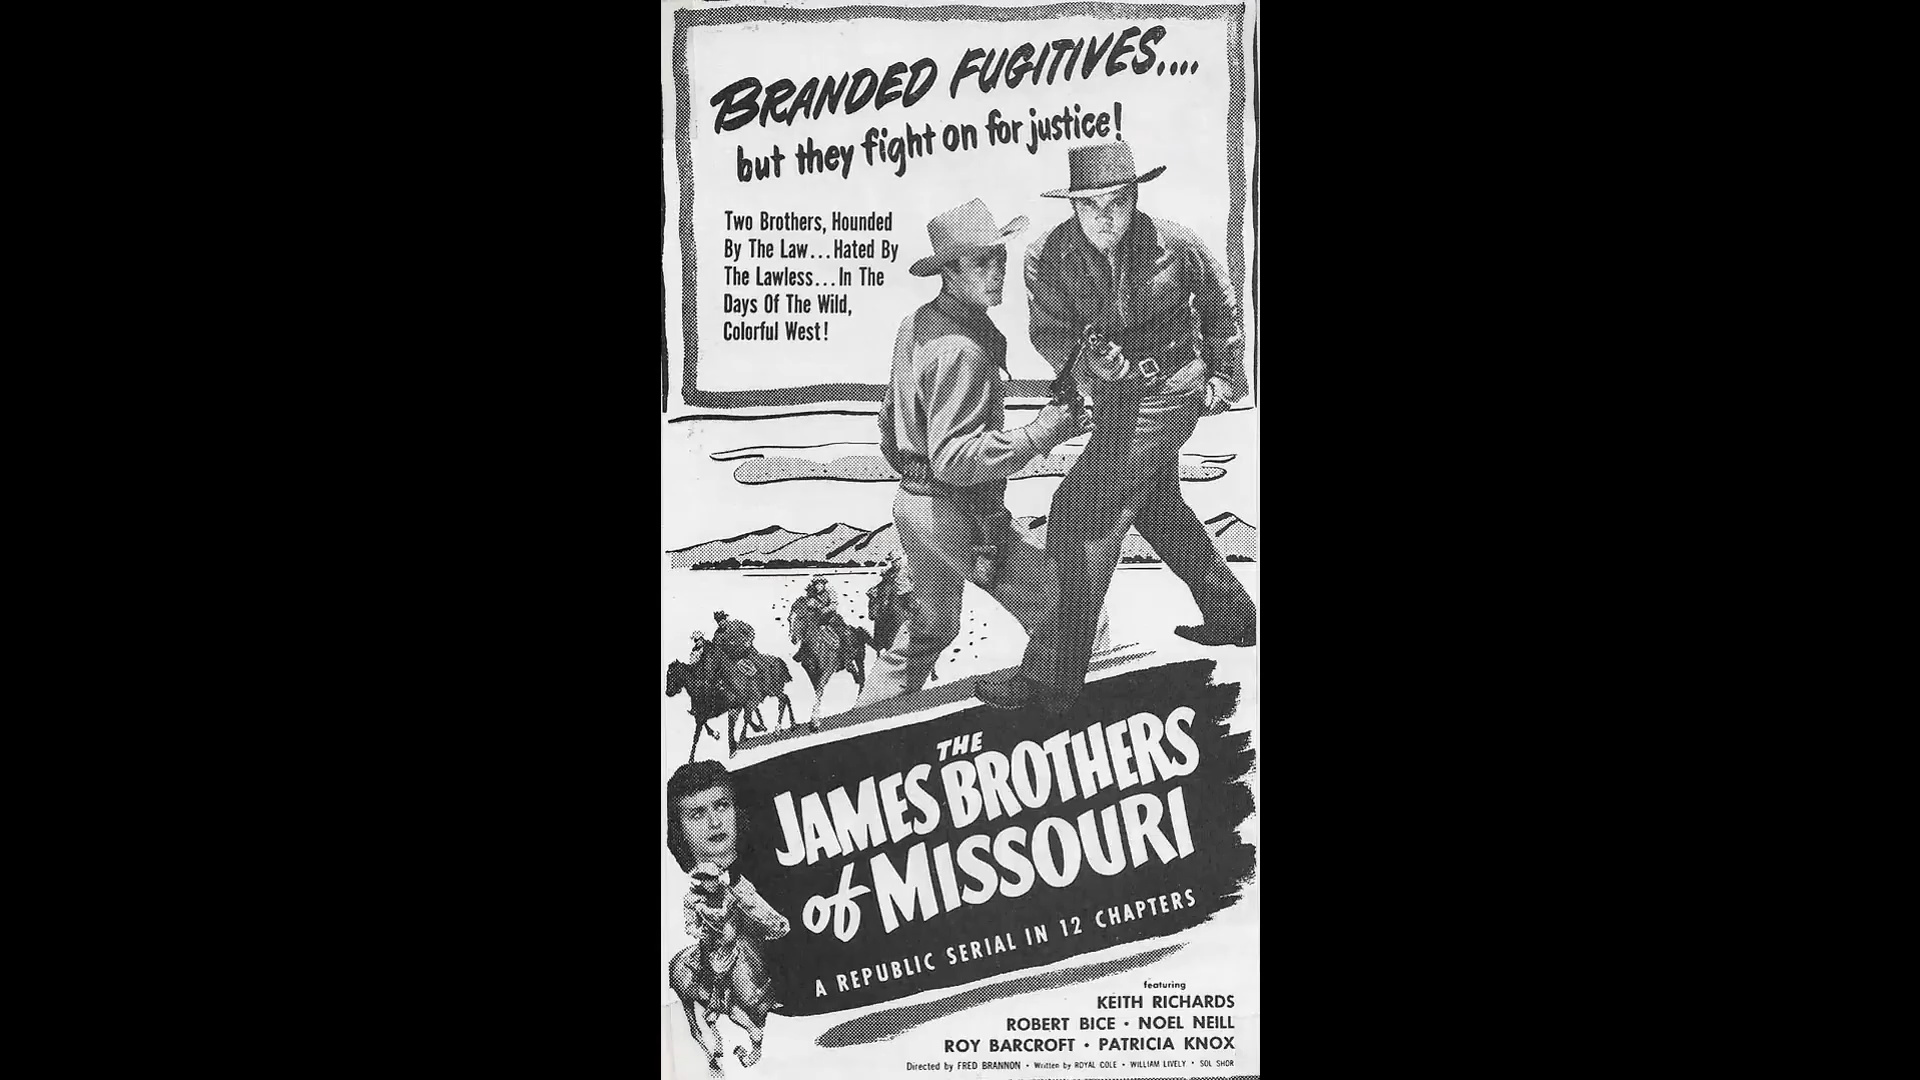 BRANDED FUGITIVES....
but they fight on for justice!
Two Brothers, Hounded
By The Law...Hated By
The Lawless...In The
Days Of The Wild,
Colorful West!
THE
JAMES BROTHERS
of MISSOURI
A REPUBLIC SERIAL IN 12 CHAPTERS
featuring
KEITH RICHARDS
ROBERT BICE • NOEL NEILL
ROY BARCROFT • PATRICIA KNOX
Directed by FRED BRANNON • Written by ROYAL COLE • WILLIAM LIVELY • SOL SHOR